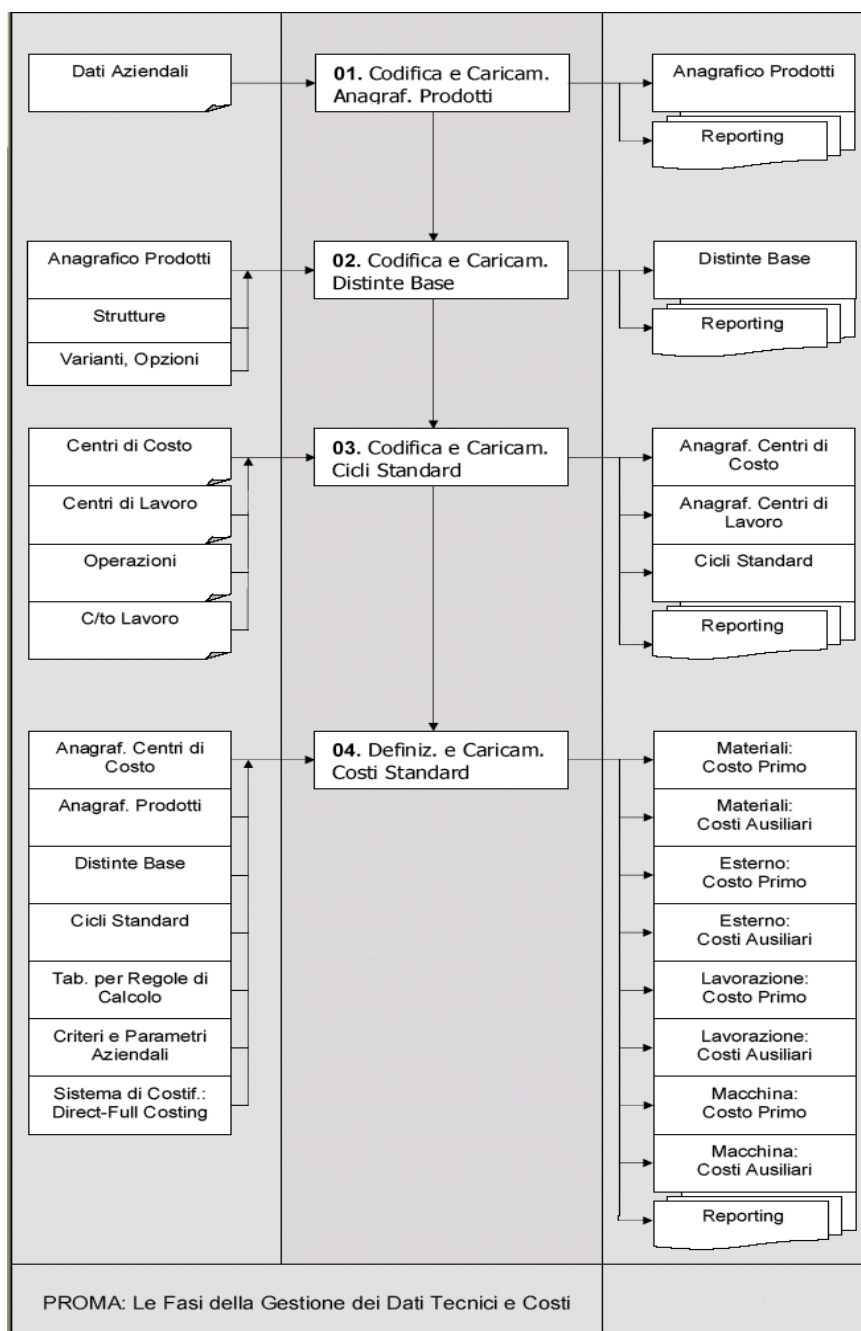 Dati Aziendali
01. Codifica e Caricam.
Anagraf. Prodotti
Anagrafico Prodotti
Reporting
Anagrafico Prodotti
Strutture
Varianti, Opzioni
02. Codifica e Caricam.
Distinte Base
Distinte Base
Reporting
Centri di Costo
Centri di Lavoro
Operazioni
C/to Lavoro
03. Codifica e Caricam.
Cicli Standard
Anagraf. Centri di
Costo
Anagraf. Centri di
Lavoro
Cicli Standard
Reporting
Anagraf. Centri di
Costo
Anagraf. Prodotti
Distinte Base
Cicli Standard
Tab. per Regole di
Calcolo
Criteri e Parametri
Aziendali
Sistema di Costif.:
Direct-Full Costing
04. Definiz. e Caricam.
Costi Standard
Materiali:
Costo Primo
Materiali:
Costi Ausiliari
Esterno:
Costo Primo
Esterno:
Costi Ausiliari
Lavorazione:
Costo Primo
Lavorazione:
Costi Ausiliari
Macchina:
Costo Primo
Macchina:
Costi Ausiliari
Reporting
PROMA: Le Fasi della Gestione dei Dati Tecnici e Costi